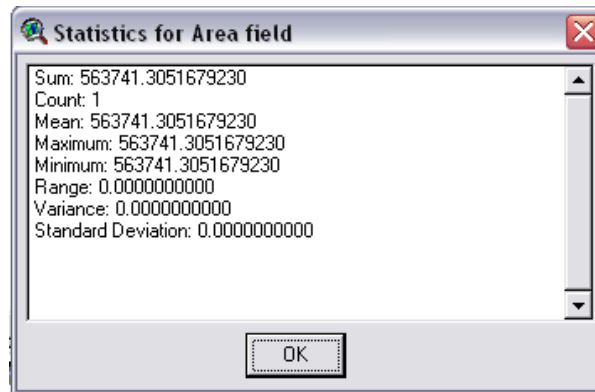 Statistics for Area field
Sum: 563741.3051679230
Count: 1
Mean: 563741.3051679230
Maximum: 563741.3051679230
Minimum: 563741.3051679230
Range: 0.0000000000
Variance: 0.0000000000
Standard Deviation: 0.0000000000
OK